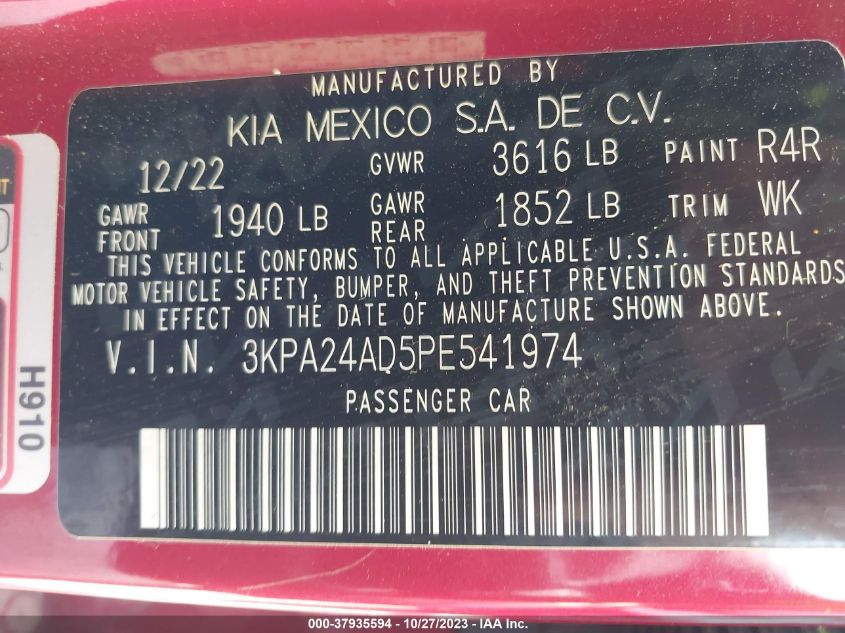 MANUFACTURED BY
KIA MEXICO S.A. DE C.V.
12/22 GVWR 3616 LB PAINT R4R
GAWR FRONT 1940 LB GAWR REAR 1852 LB TRIM WK
THIS VEHICLE CONFORMS TO ALL APPLICABLE U.S.A. FEDERAL
MOTOR VEHICLE SAFETY, BUMPER, AND THEFT PREVENTION STANDARDS
IN EFFECT ON THE DATE OF MANUFACTURE SHOWN ABOVE.
V.I.N. 3KPA24AD5PE541974
PASSENGER CAR
H910
000-37935594 - 10/27/2023 - IAA Inc.